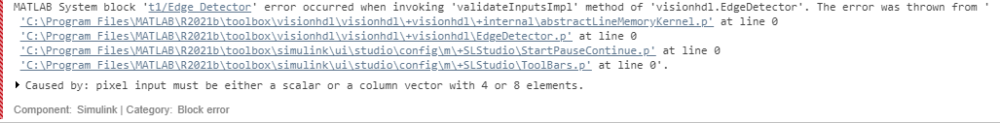 MATLAB System block 't1/Edge Detector' error occurred when invoking 'validateInputsImpl' method of 'visionhdl.EdgeDetector'. The error was thrown from '
'C:\Program Files\MATLAB\R2021b\toolbox\visionhdl\visionhdl\+visionhdl\+internal\abstractLineMemoryKernel.p' at line 0
'C:\Program Files\MATLAB\R2021b\toolbox\visionhdl\visionhdl\+visionhdl\EdgeDetector.p' at line 0
'C:\Program Files\MATLAB\R2021b\toolbox\simulink\ui\studio\config\m\+SLStudio\StartPauseContinue.p' at line 0
'C:\Program Files\MATLAB\R2021b\toolbox\simulink\ui\studio\config\m\+SLStudio\ToolBars.p' at line 0'.
Caused by: pixel input must be either a scalar or a column vector with 4 or 8 elements.
Component: Simulink | Category: Block error